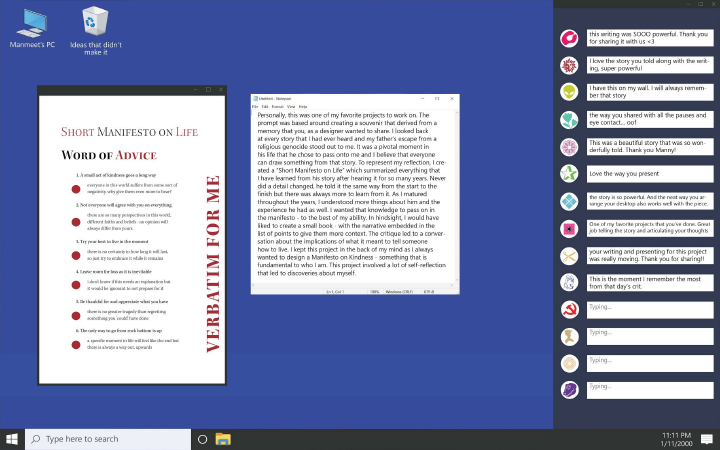 Manmeet's PC
Ideas that didn't
make it
SHORT MANIFESTO ON LIFE
WORD OF ADVICE
1. A small act of kindness goes a long way
everyone in this world suffers from some sort of
negativity, why give them even more to bear?
2. Not everyone will agree with you on everything
there are so many perspectives in this world,
different faiths and beliefs - an opinion will
always differ from yours
3. Try your best to live in the moment
there is no certainty to how long it will last,
so just try to embrace it while it remains
4. Leave room for loss as it is inevitable
i don't know if this needs an explanation but
it would be ignorant to not prepare for it
5. Be thankful for and appreciate what you have
there is no greater tragedy than regretting
something you could have done
6. The only way to go from rock bottom is up
a specific moment in life will feel like the end but
there is always a way out, upwards
VERBATIM FOR ME
Untitled - Notepad
File Edit Format View Help
Personally, this was one of my favorite projects to work on. The
prompt was based around creating a souvenir that derived from a
memory that you, as a designer wanted to share. I looked back
at every story that I had ever heard and my father's escape from a
religious genocide stood out to me. It was a pivotal moment in
his life that he chose to pass onto me and I believe that everyone
can draw something from that story. To represent my reflection, I cre-
ated a "Short Manifesto on Life" which summarized everything that
I have learned from his story after hearing it for so many years. Never
did a detail changed, he told it the same way from the start to the
finish but there was always more to learn from it. As I matured
throughout the years, I understood more things about him and the
experience he had as well. I wanted that knowledge to pass on in
the manifesto - to the best of my ability. In hindsight, I would have
liked to create a small book - with the narrative embedded in the
list of points to give them more context. The critique led to a conver-
sation about the implications of what it meant to tell someone
how to live. I kept this project in the back of my mind as I always
wanted to design a Manifesto on Kindness - something that is
fundamental to who I am. This project involved a lot of self-reflection
that led to discoveries about myself.
Ln 1, Col 1 100% Windows (CRLF) UTF-8
this writing was SOOO powerful. Thank you
for sharing it with us <3
I love the story you told along with the writ-
ing, super powerful!
I have this on my wall. I will always remem-
ber that story
the way you shared with all the pauses and
eye contact... oof!
This was a beautiful story that was so won-
derfully told. Thank you Manny!
Love the way you present
the story is so powerful. And the next way you ar-
range your desktop also works well with the piece.
One of my favorite projects that you've done. Great
job telling the story and articulating your thoughts
your writing and presenting for this project
was really moving. Thank you for sharing!!
This is the moment I remember the most
from that day's crit.
Typing...
Typing...
Typing...
Typing...
Type here to search
11:11 PM
1/11/2000